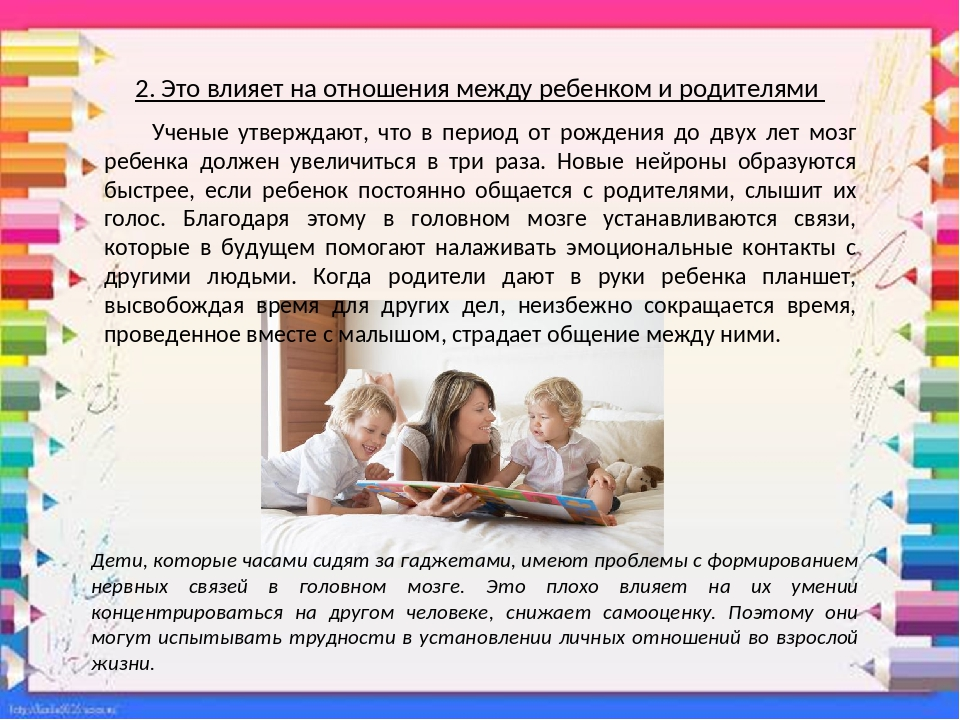 2. Это влияет на отношения между ребенком и родителями
Ученые утверждают, что в период от рождения до двух лет мозг
ребенка должен увеличиться в три раза. Новые нейроны образуются
быстрее, если ребенок постоянно общается с родителями, слышит их
голос. Благодаря этому в головном мозге устанавливаются связи,
которые в будущем помогают налаживать эмоциональные контакты с
другими людьми. Когда родители дают в руки ребенка планшет,
высвобождая время для других дел, неизбежно сокращается время,
проведенное вместе с малышом, страдает общение между ними.
Дети, которые часами сидят за гаджетами, имеют проблемы с формированием
нервных связей в головном мозге. Это плохо влияет на их умении
концентрироваться на другом человеке, снижает самооценку. Поэтому они
могут испытывать трудности в установлении личных отношений во взрослой
жизни.